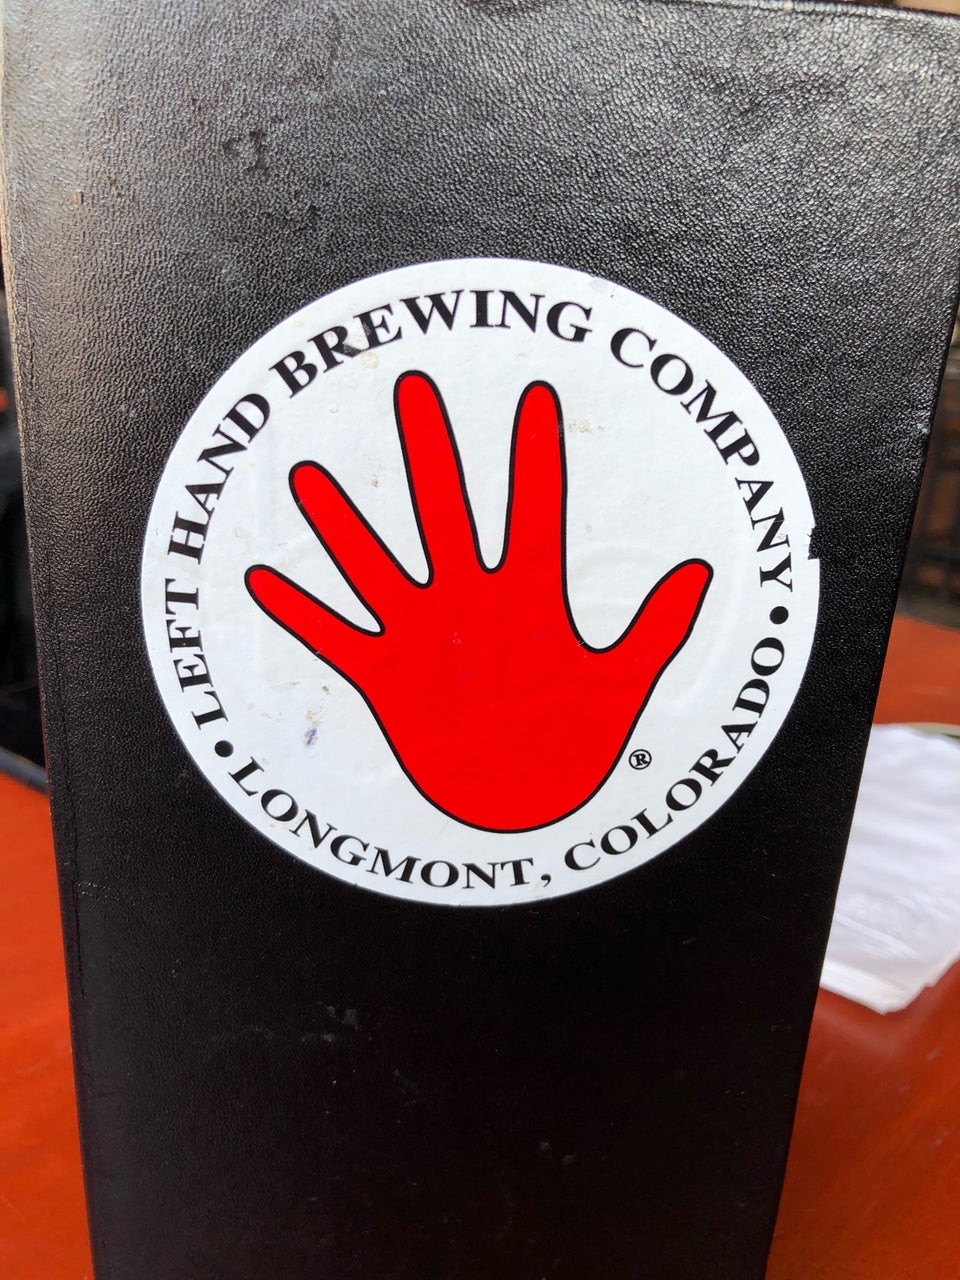 LEFT HAND BREWING COMPANY
• LONGMONT, COLORADO •
®